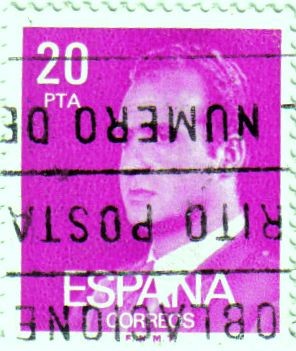 20
PTA
ESPAÑA
CORREOS
NUMERO DE
RITO POSTA